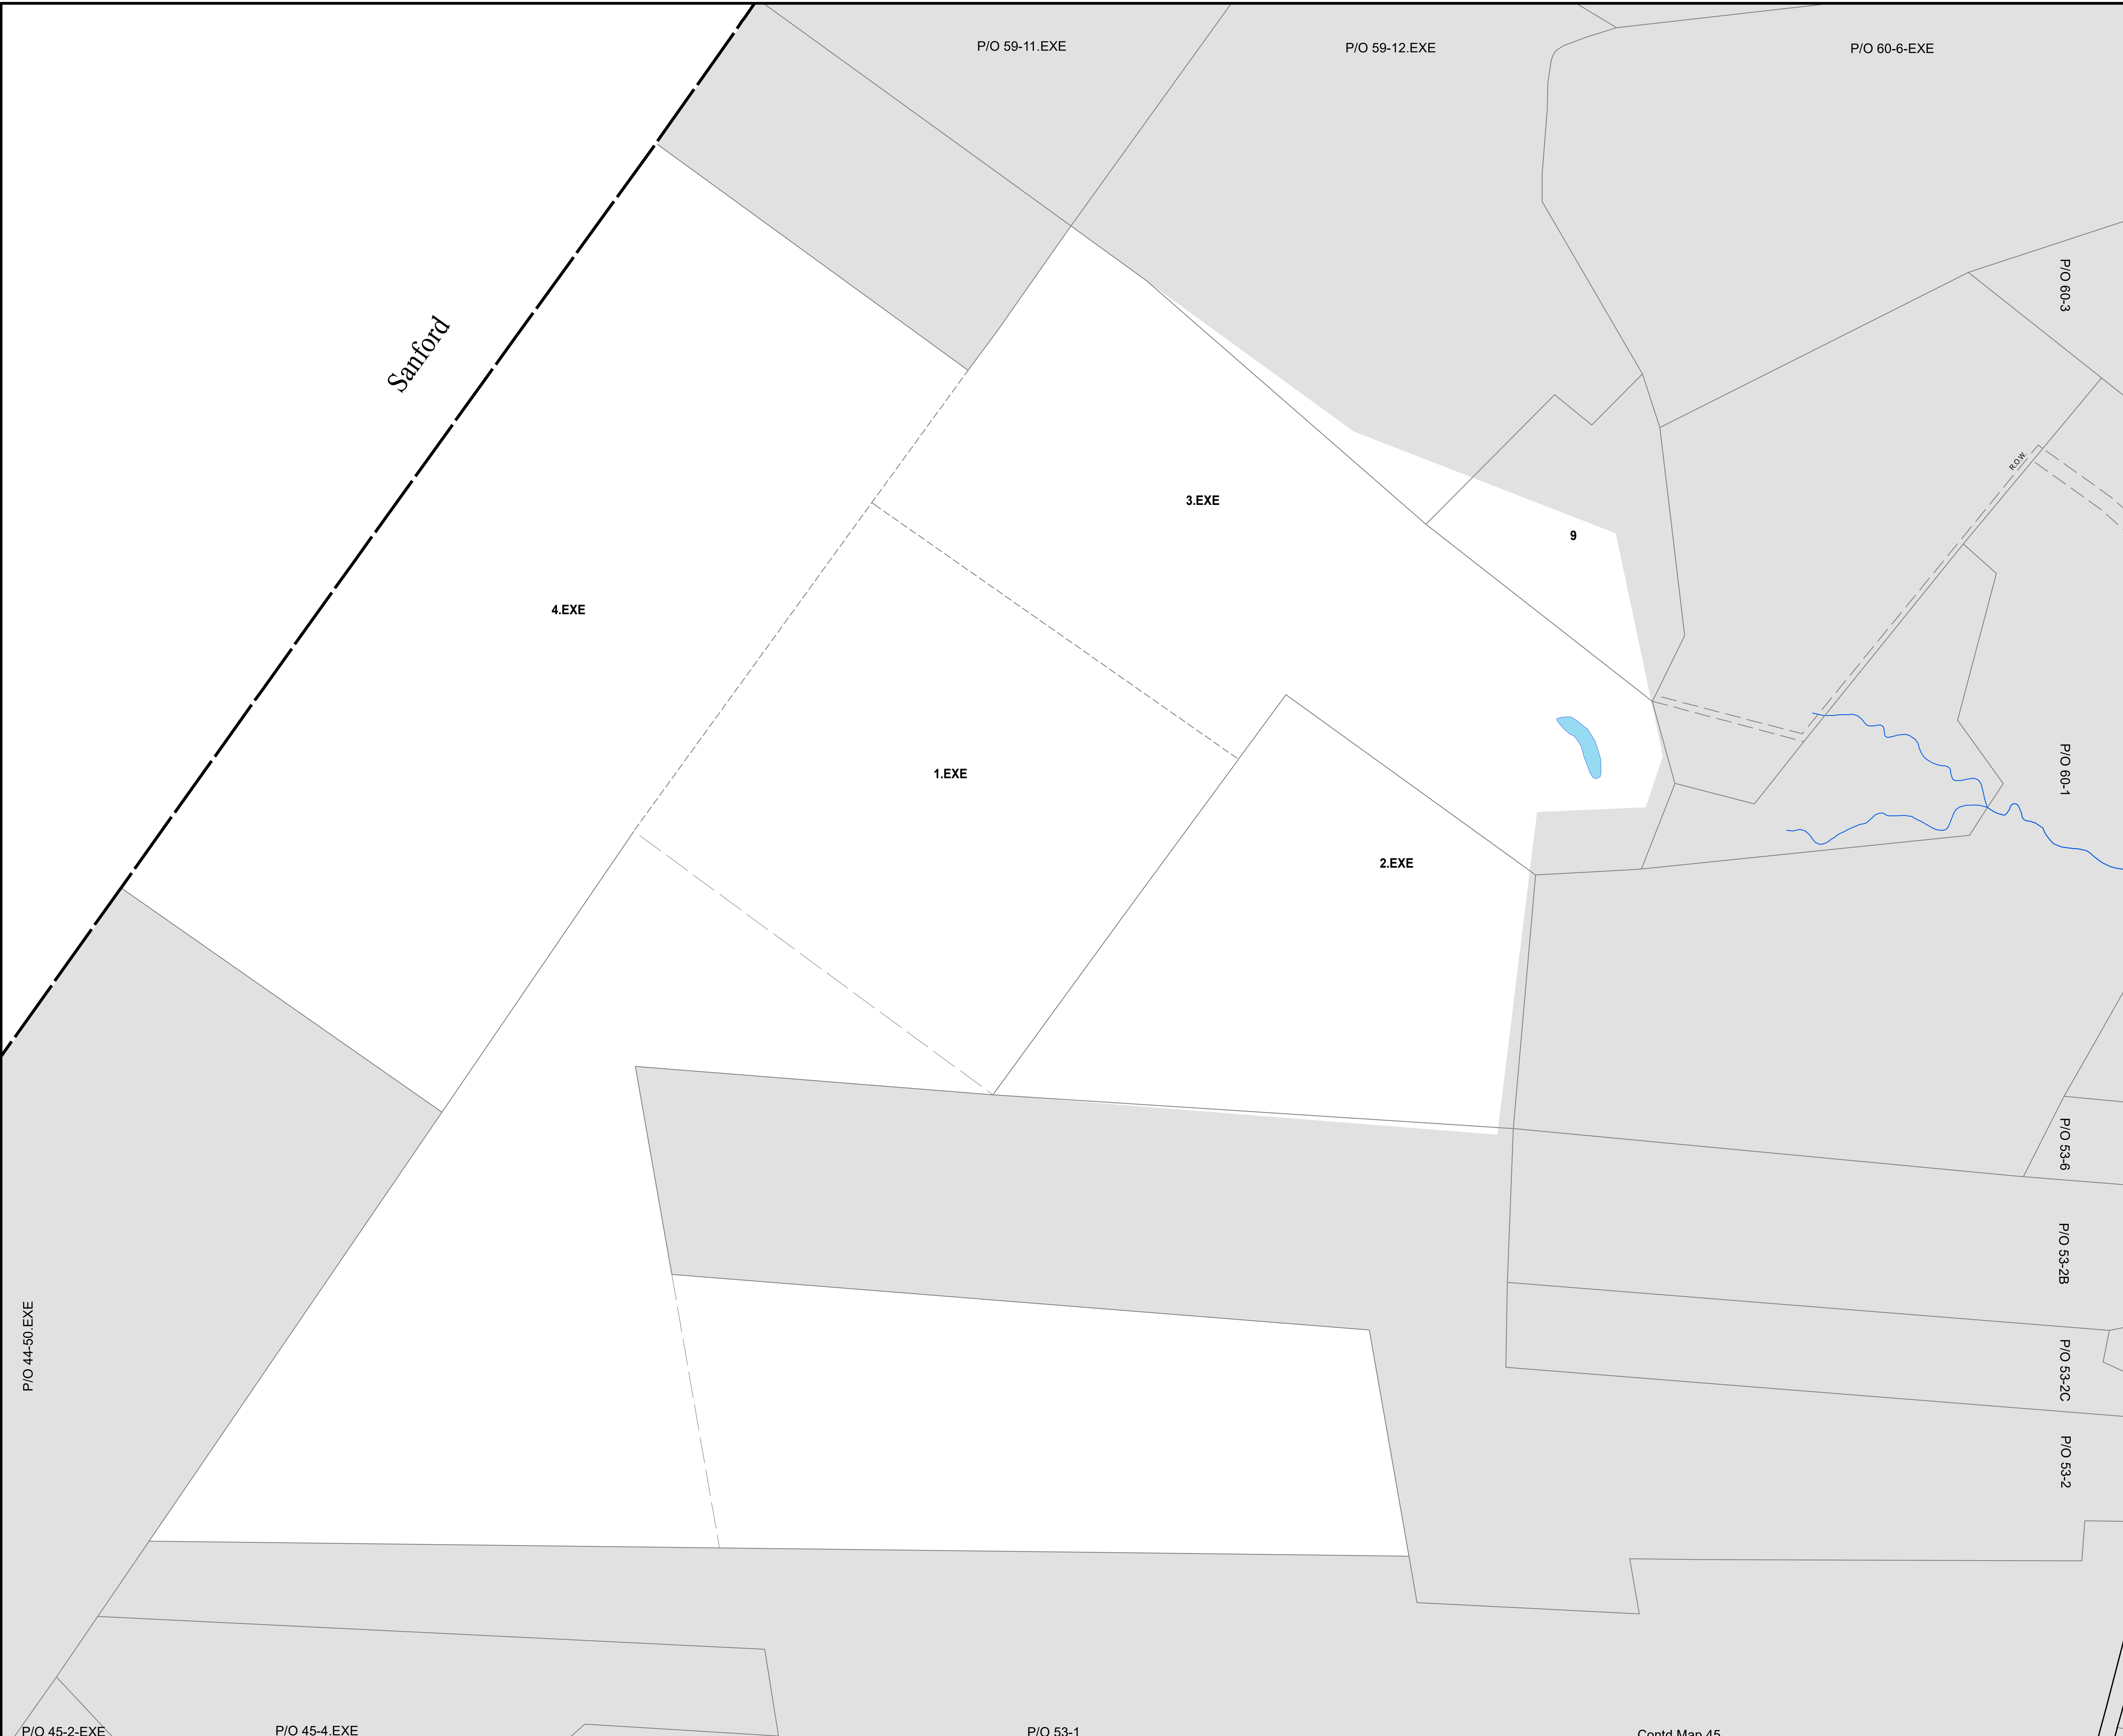 P/O 59-11.EXE
P/O 59-12.EXE
P/O 60-6-EXE
P/O 60-3
Sanford
R.O.W.
3.EXE
9
4.EXE
1.EXE
P/O 60-1
2.EXE
P/O 53-6
P/O 53-2B
P/O 44-50.EXE
P/O 53-2C
P/O 53-2
P/O 45-2-EXE
P/O 45-4.EXE
P/O 53-1
Contd Map 45